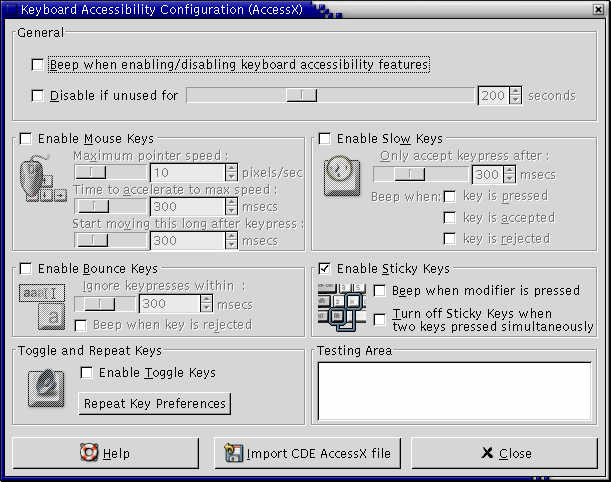 Keyboard Accessibility Configuration (AccessX)
General
Beep when enabling/disabling keyboard accessibility features
Disable if unused for 200 seconds
Enable Mouse Keys
Maximum pointer speed :
10 pixels/sec
Time to accelerate to max speed :
300 msecs
Start moving this long after keypress :
300 msecs
Enable Slow Keys
Only accept keypress after :
300 msecs
Beep when: key is pressed
key is accepted
key is rejected
Enable Bounce Keys
Ignore keypresses within :
300 msecs
a
Beep when key is rejected
Enable Sticky Keys
Beep when modifier is pressed
Turn off Sticky Keys when
two keys pressed simultaneously
Toggle and Repeat Keys
Enable Toggle Keys
Repeat Key Preferences
Testing Area
Help
Import CDE AccessX file
Close